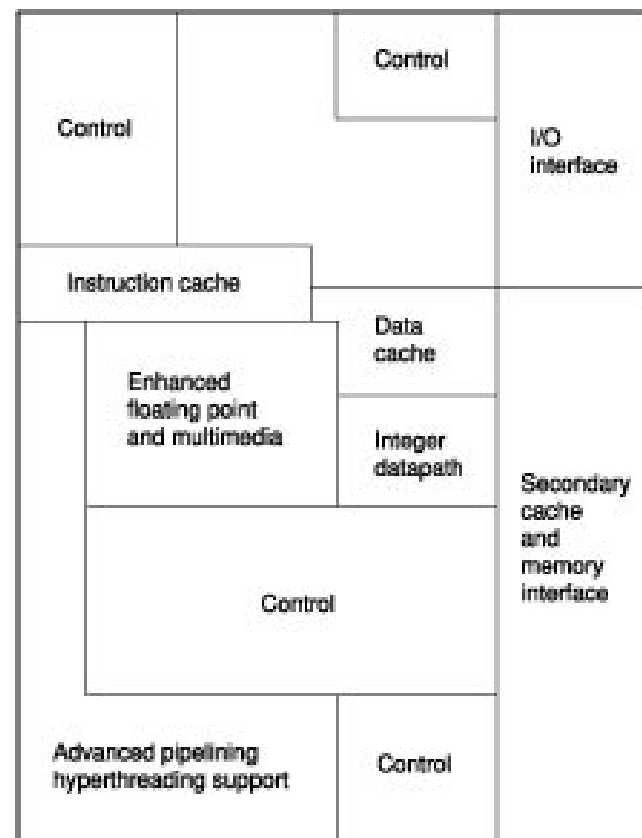 Control
Control
I/O
interface
Instruction cache
Data
cache
Enhanced
floating point
and multimedia
Integer
datapath
Secondary
cache
and
memory
interface
Control
Advanced pipelining
hyperthreading support
Control